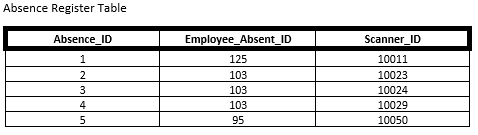 Absence Register Table
Absence_ID Employee_Absent_ID Scanner_ID
1 125 10011
2 103 10023
3 103 10024
4 103 10029
5 95 10050